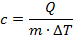 c = Q / (m · ΔT)